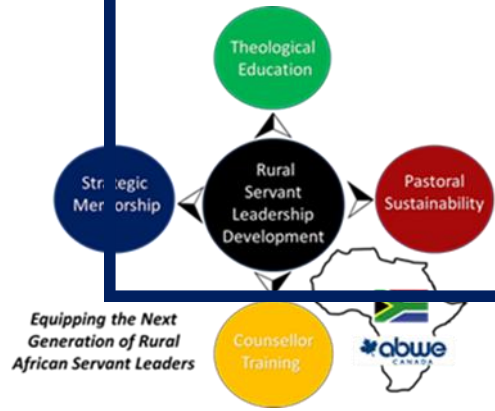 Theological
Education
Strategic
Mentorship
Rural
Servant
Leadership
Development
Pastoral
Sustainability
Equipping the Next
Generation of Rural
African Servant Leaders
Counsellor
Training
abwe
CANADA